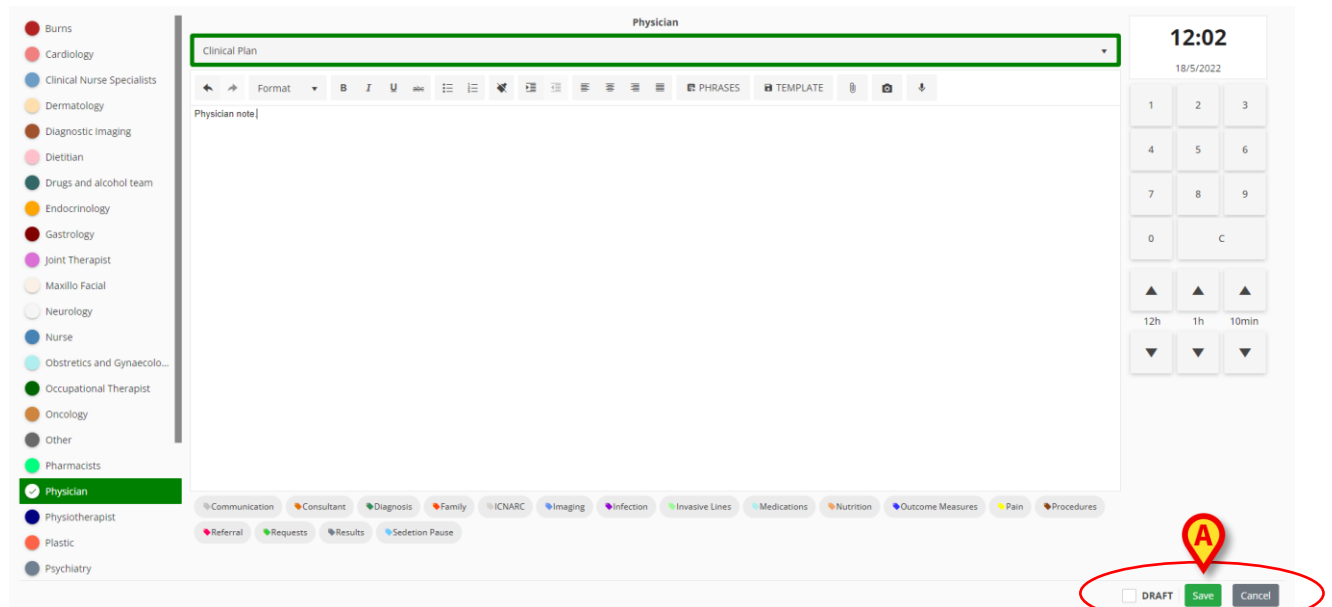 Burns
Cardiology
Clinical Nurse Specialists
Dermatology
Diagnostic Imaging
Dietitian
Drugs and alcohol team
Endocrinology
Gastrology
Joint Therapist
Maxillo Facial
Neurology
Nurse
Obstretics and Gynaecolo...
Occupational Therapist
Oncology
Other
Pharmacists
Physician
Physiotherapist
Plastic
Psychiatry
Physician
Clinical Plan
Format B I U abc PHRASES TEMPLATE
Physician note.
Communication Consultant Diagnosis Family ICNARC Imaging Infection Invasive Lines Medications Nutrition Outcome Measures Pain Procedures
Referral Requests Results Sedetion Pause
12:02
18/5/2022
1 2 3
4 5 6
7 8 9
0 C
12h 1h 10min
A
DRAFT Save Cancel